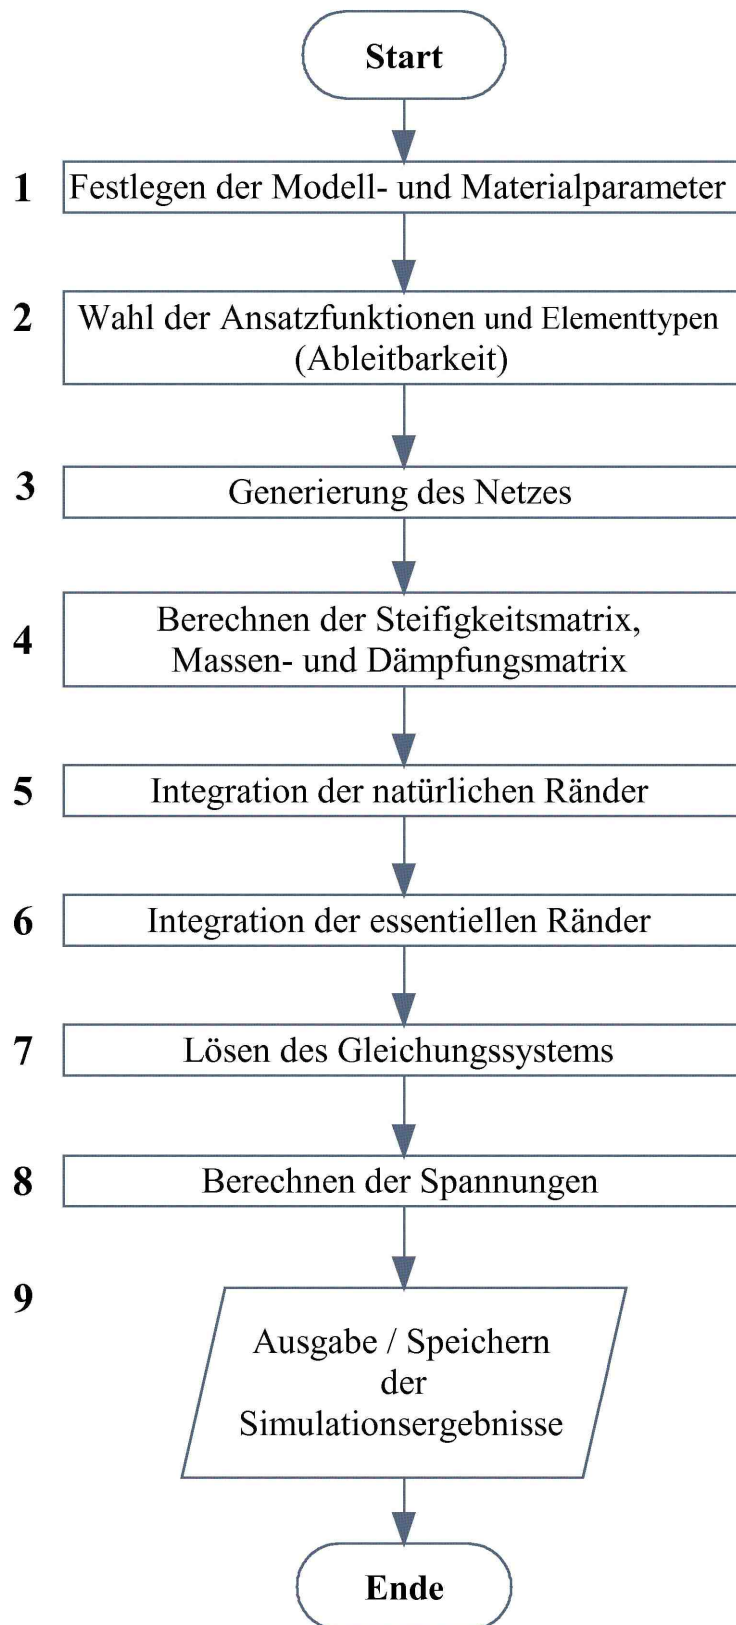 Start
1 Festlegen der Modell- und Materialparameter
2 Wahl der Ansatzfunktionen und Elementtypen
(Ableitbarkeit)
3 Generierung des Netzes
4 Berechnen der Steifigkeitsmatrix,
Massen- und Dämpfungsmatrix
5 Integration der natürlichen Ränder
6 Integration der essentiellen Ränder
7 Lösen des Gleichungssystems
8 Berechnen der Spannungen
9
Ausgabe / Speichern
der
Simulationsergebnisse
Ende